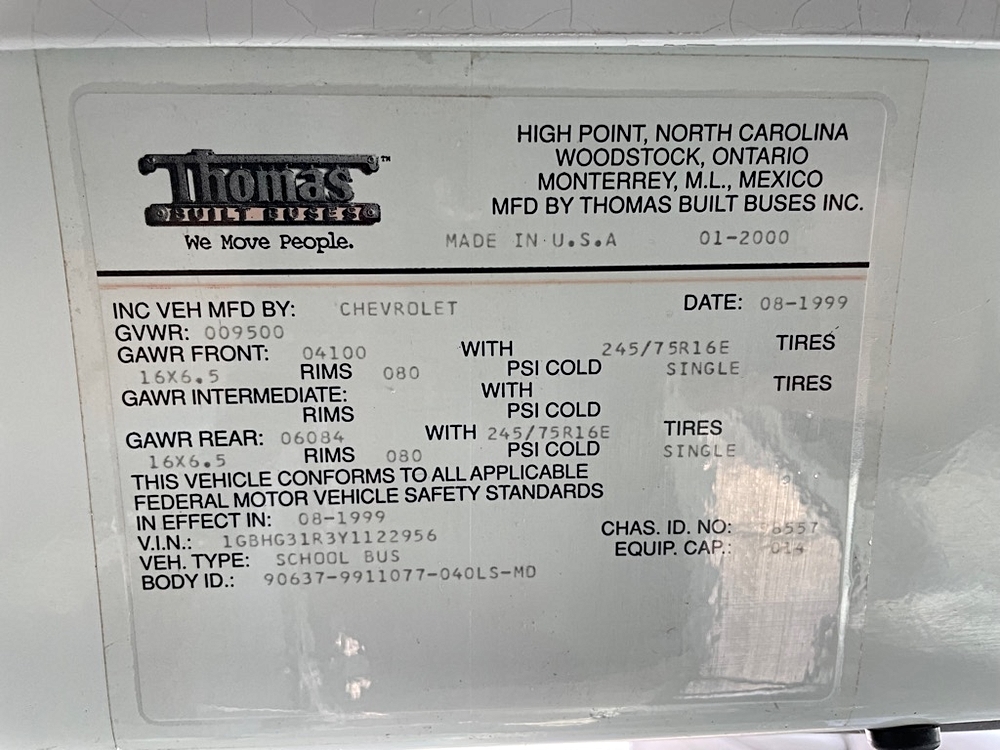 Thomas™
BUILT BUSES
We Move People.
HIGH POINT, NORTH CAROLINA
WOODSTOCK, ONTARIO
MONTERREY, M.L., MEXICO
MFD BY THOMAS BUILT BUSES INC.
MADE IN U.S.A 01-2000
INC VEH MFD BY: CHEVROLET DATE: 08-1999
GVWR: 009500
GAWR FRONT: 04100 WITH 245/75R16E TIRES
16X6.5 RIMS 080 PSI COLD SINGLE
GAWR INTERMEDIATE: WITH TIRES
RIMS PSI COLD
GAWR REAR: 06084 WITH 245/75R16E TIRES
16X6.5 RIMS 080 PSI COLD SINGLE
THIS VEHICLE CONFORMS TO ALL APPLICABLE
FEDERAL MOTOR VEHICLE SAFETY STANDARDS
IN EFFECT IN: 08-1999
V.I.N.: 1GBHG31R3Y1122956
VEH. TYPE: SCHOOL BUS
BODY ID.: 90637-9911077-040LS-MD
CHAS. ID. NO:
EQUIP. CAP.: 014